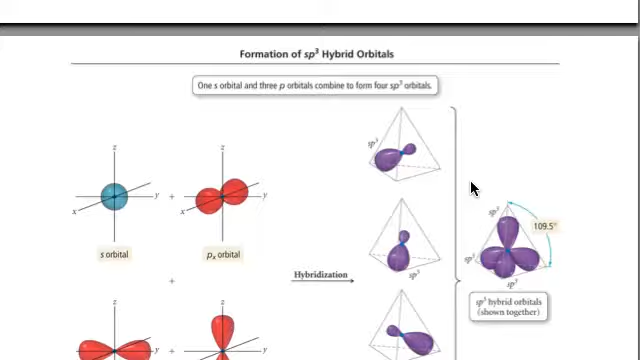 Formation of sp³ Hybrid Orbitals
One s orbital and three p orbitals combine to form four sp³ orbitals.
z
z
y
+
y
x
x
s orbital
pₓ orbital
+
z
z
+
Hybridization
sp³
sp³
sp³
109.5°
sp³
sp³
sp³ hybrid orbitals
(shown together)